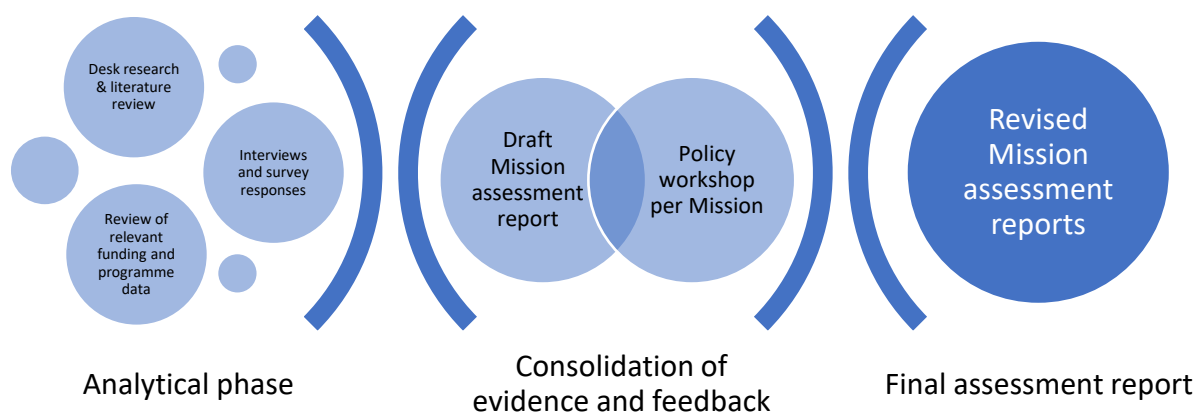 Desk research
& literature
review
Interviews
and survey
responses
Review of
relevant
funding and
programme
data
Analytical phase
Draft
Mission
assessment
report
Policy
workshop
per Mission
Consolidation of
evidence and feedback
Revised
Mission
assessment
reports
Final assessment report